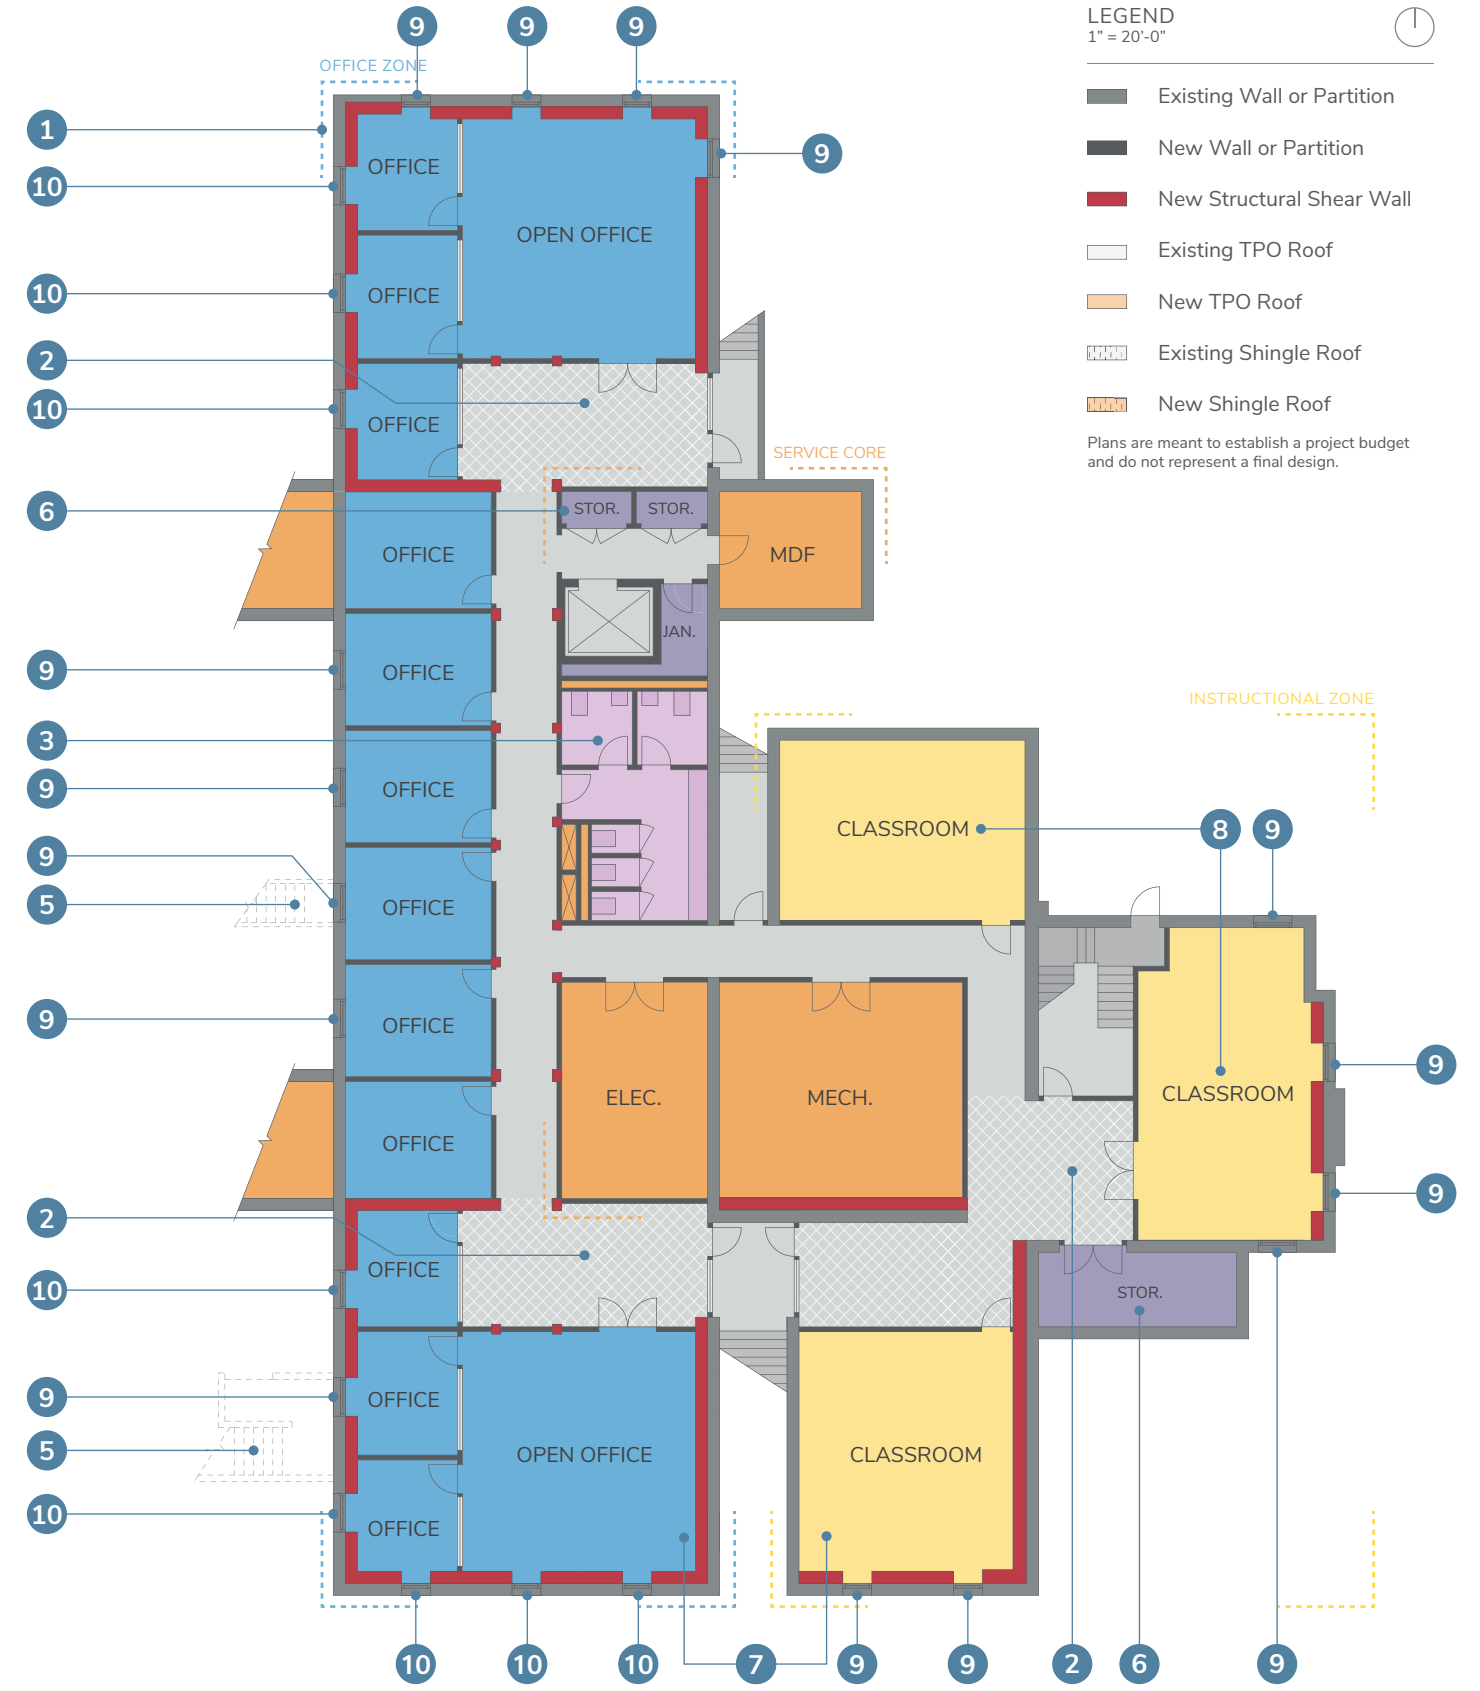 9
9
9
LEGEND
1” = 20’-0”
OFFICE ZONE
Existing Wall or Partition
1
New Wall or Partition
9
OFFICE
10
New Structural Shear Wall
OPEN OFFICE
Existing TPO Roof
10
OFFICE
New TPO Roof
2
Existing Shingle Roof
10
OFFICE
New Shingle Roof
Plans are meant to establish a project budget
and do not represent a final design.
SERVICE CORE
6
STOR.
STOR.
OFFICE
MDF
JAN.
9
OFFICE
INSTRUCTIONAL ZONE
3
9
OFFICE
CLASSROOM
8
9
9
5
OFFICE
9
OFFICE
9
ELEC.
MECH.
CLASSROOM
OFFICE
9
2
OFFICE
10
STOR.
9
OFFICE
5
OPEN OFFICE
CLASSROOM
10
OFFICE
10
10
10
7
9
9
2
6
9